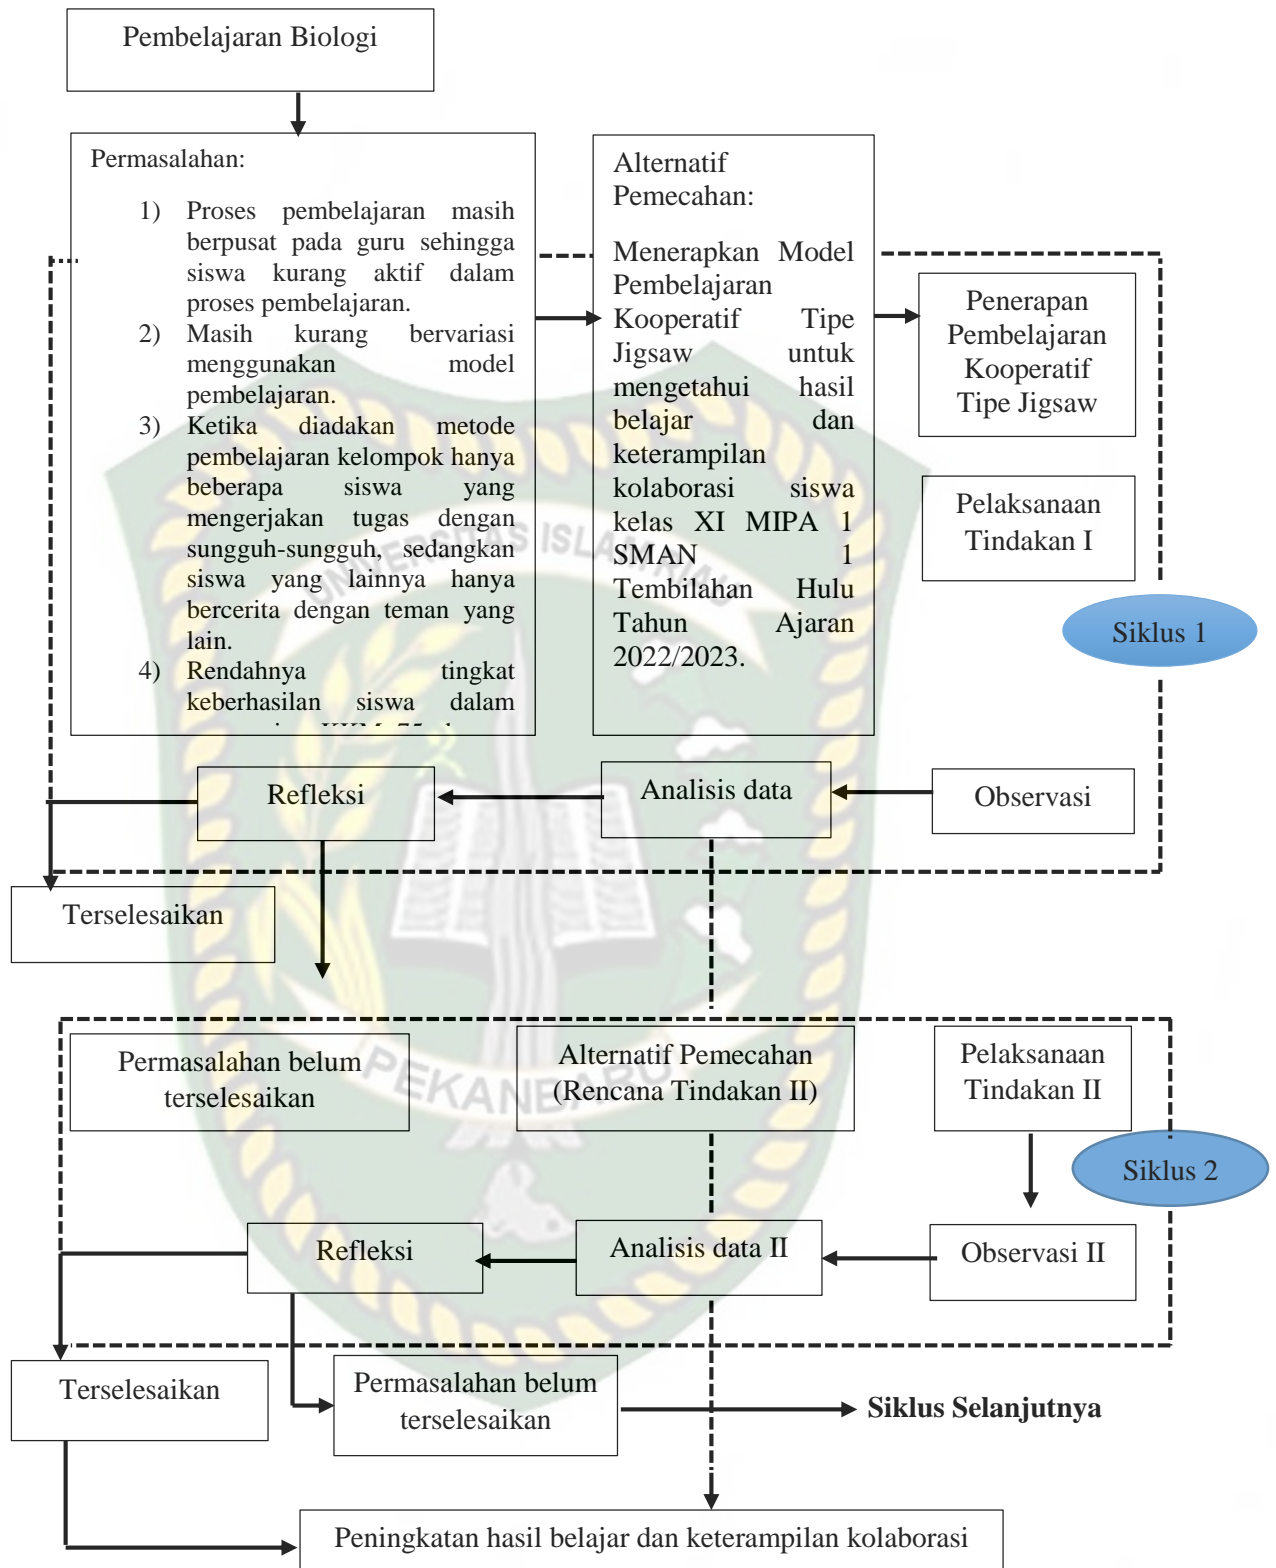 Pembelajaran Biologi
Permasalahan:
1) Proses pembelajaran masih
berpusat pada guru sehingga
siswa kurang aktif dalam
proses pembelajaran.
2) Masih kurang bervariasi
menggunakan model
pembelajaran.
3) Ketika diadakan metode
pembelajaran kelompok hanya
beberapa siswa yang
mengerjakan tugas dengan
sungguh-sungguh, sedangkan
siswa yang lainnya hanya
bercerita dengan teman yang
lain.
4) Rendahnya tingkat
keberhasilan siswa dalam
KKM 75
Alternatif
Pemecahan:
Menerapkan Model
Pembelajaran
Kooperatif Tipe
Jigsaw untuk
mengetahui hasil
belajar dan
keterampilan
kolaborasi siswa
kelas XI MIPA 1
SMAN 1
Tembilahan Hulu
Tahun Ajaran
2022/2023.
Penerapan
Pembelajaran
Kooperatif
Tipe Jigsaw
Pelaksanaan
Tindakan I
Siklus 1
UNIVERSITAS ISLAM RIAU
Refleksi
Analisis data
Observasi
Terselesaikan
Permasalahan belum
terselesaikan
Alternatif Pemecahan
(Rencana Tindakan II)
Pelaksanaan
Tindakan II
PEKANBARU
Siklus 2
Refleksi
Analisis data II
Observasi II
Terselesaikan
Permasalahan belum
terselesaikan
Siklus Selanjutnya
Peningkatan hasil belajar dan keterampilan kolaborasi